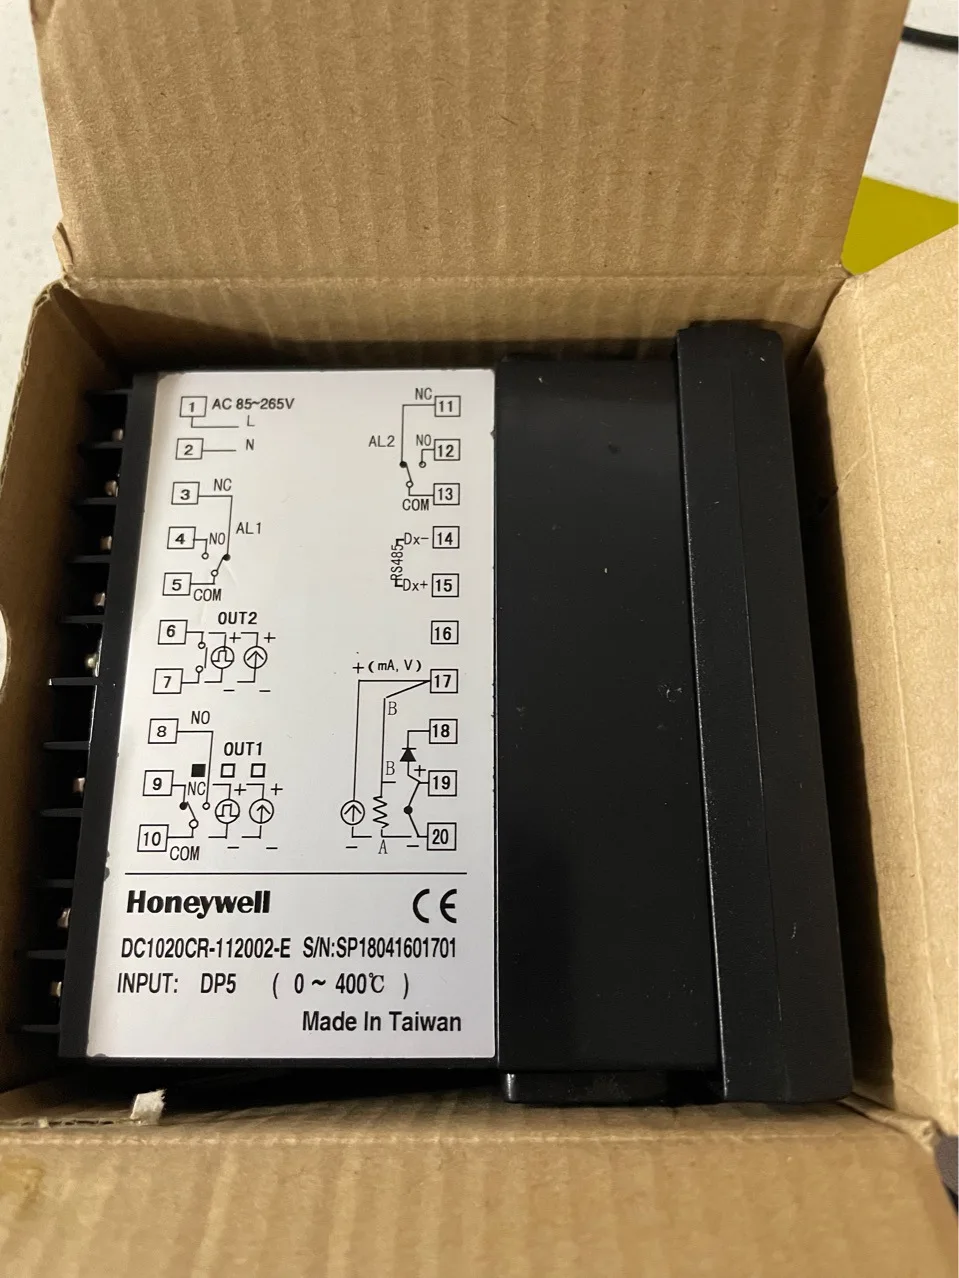 1 AC 85~265V
L
2 N
3 NC
4 NO AL1
5 COM
OUT2
6 + +
7 - -
8 NO
OUT1
9 NC + +
10 COM - -
NC 11
AL2 NO 12
COM 13
RS485 Dx- 14
Dx+ 15
16
+(mA, V) 17
B
18
B + 19
- A - 20
Honeywell CE
DC1020CR-112002-E S/N:SP18041601701
INPUT: DP5 ( 0 ~ 400℃ )
Made In Taiwan